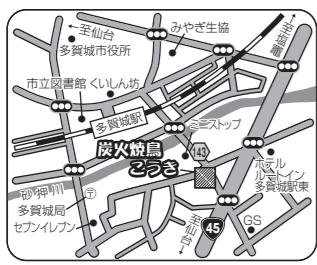 ←至仙台
多賀城市役所
みやぎ生協
至塩竈→
市立図書館
くいしん坊
多賀城駅
ミニストップ
炭火焼鳥
こうき
143
ホテル
ルートイン
多賀城駅東
砂押川
〒
多賀城局
セブンイレブン
至仙台
45
GS